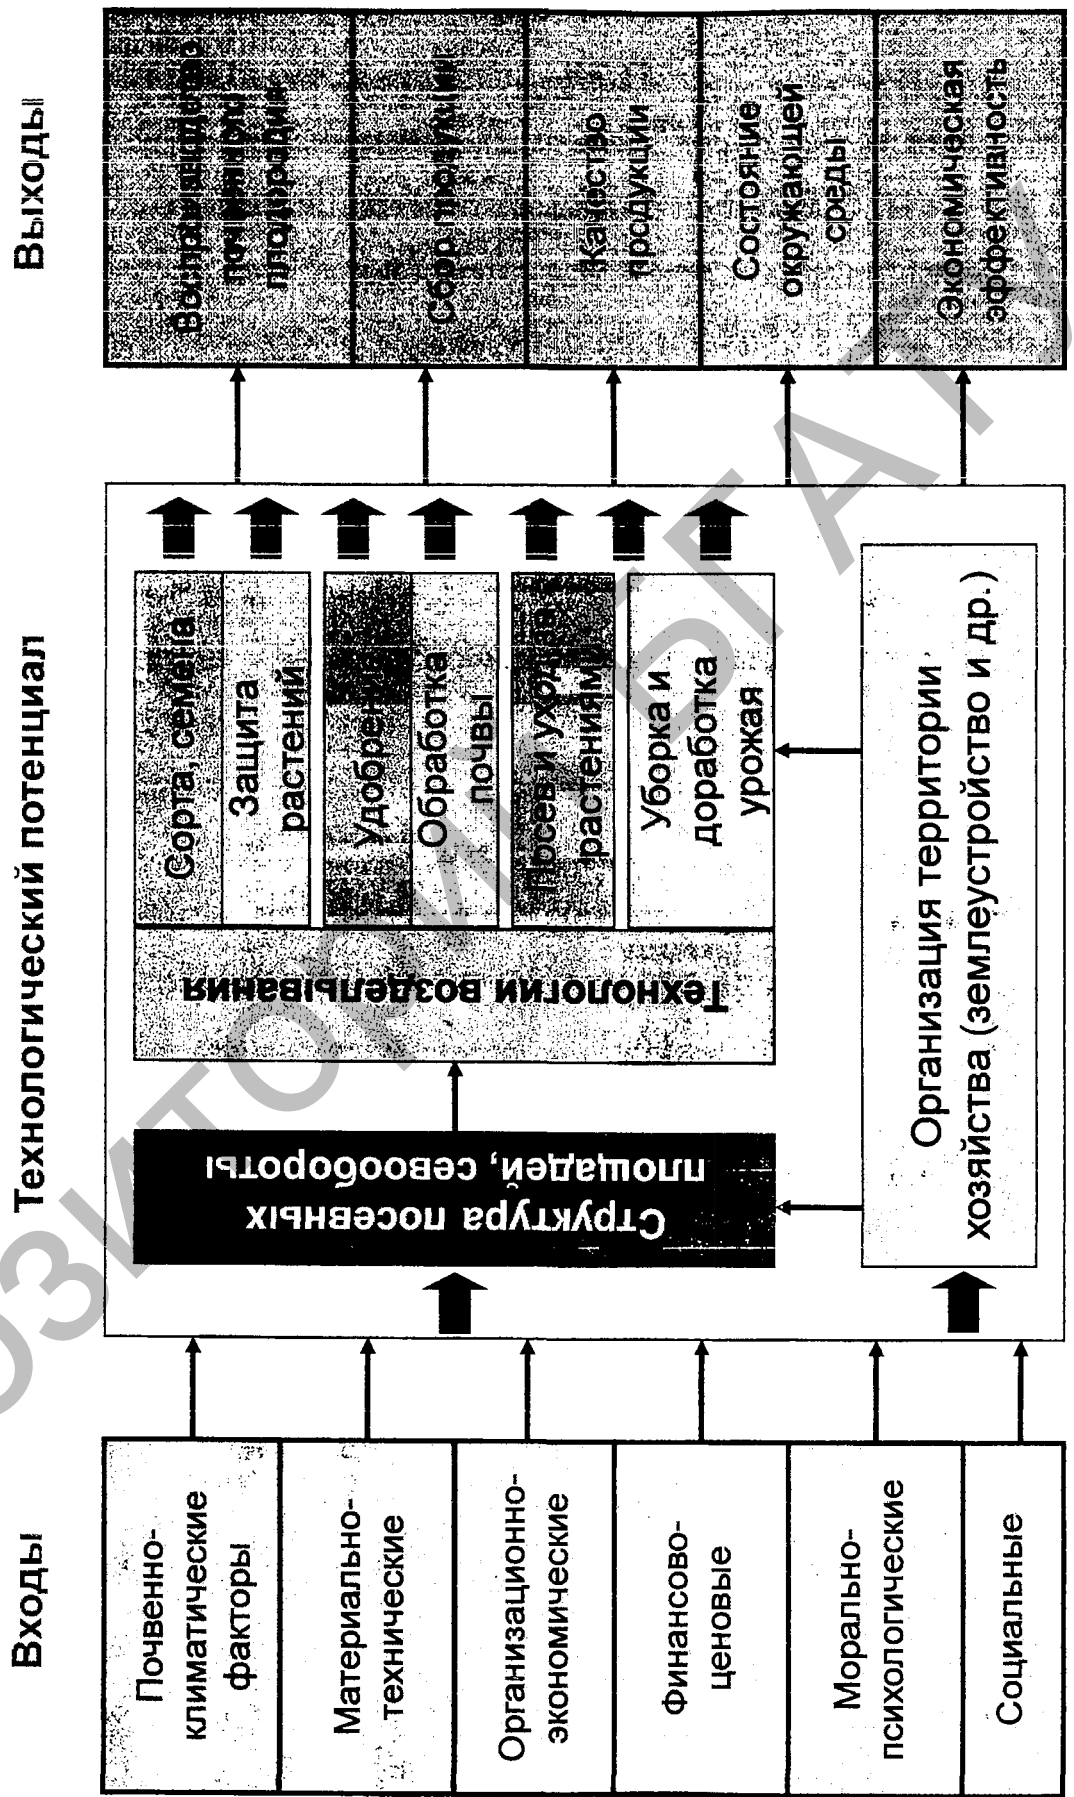 Входы
Технологический потенциал
Выходы
Почвенно-
климатические
факторы
Материально-
технические
Организационно-
экономические
Финансово-
ценовые
Морально-
психологические
Социальные
Структура посевных
площадей, севообороты
Технологии возделывания
Сорта, семена
Защита
растений
Удобрения
Обработка
почвы
Посев и уход за
растениями
Уборка и
доработка
урожая
Организация территории
хозяйства (землеустройство и др.)
Воспроизводство
почвенного
плодородия
Сбор продукции
Качество
продукции
Состояние
окружающей
среды
Экономическая
эффективность
ОЗИТОРИЙ БГАТУ